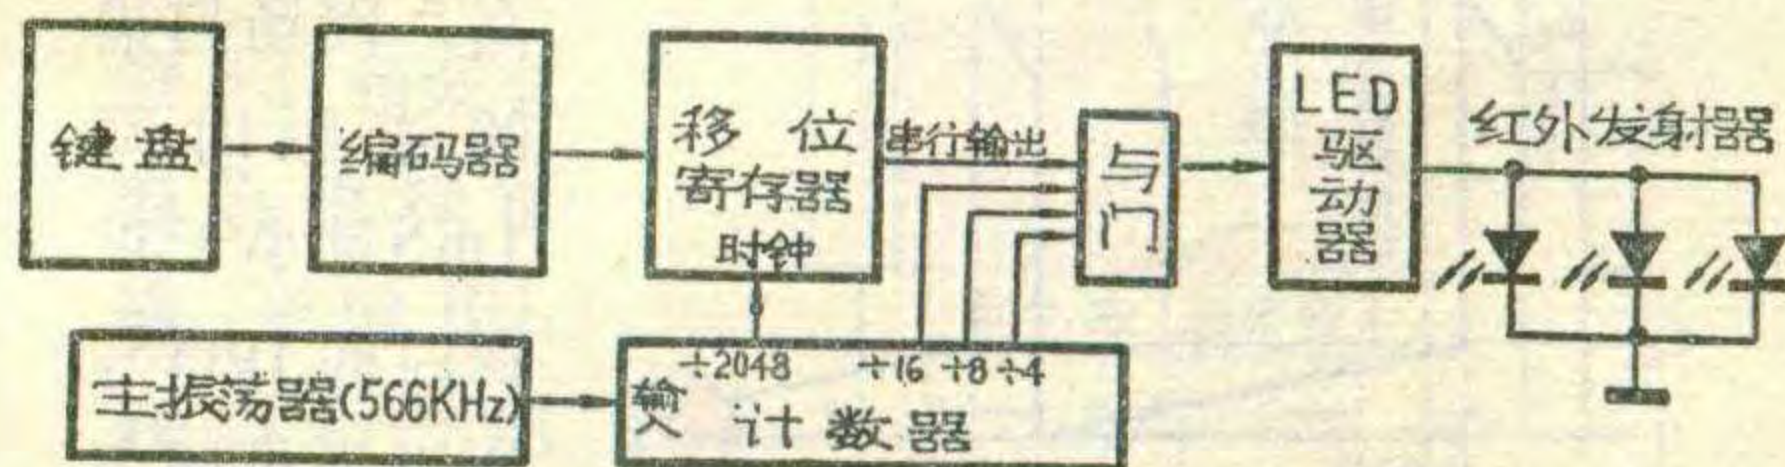 键盘
编码器
移位
寄存器
时钟
串行输出
与
门
LED
驱
动
器
红外发射器
主振荡器(566KHz)
÷2048 ÷16 ÷8 ÷4
输
入
计数器